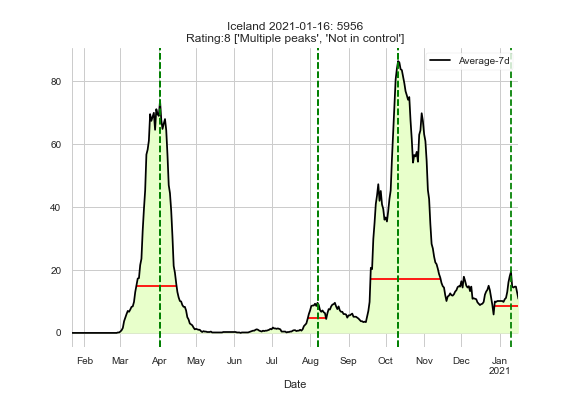 Iceland 2021-01-16: 5956
Rating:8 ['Multiple peaks', 'Not in control']
Average-7d
80
60
40
20
0
Feb Mar Apr May Jun Jul Aug Sep Oct Nov Dec Jan
2021
Date